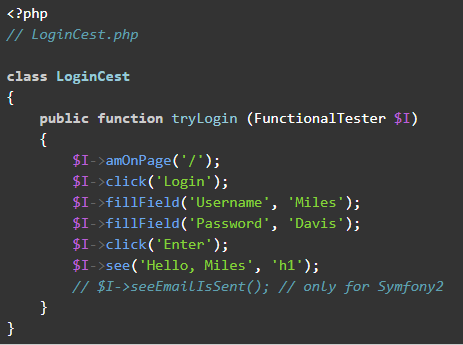 <?php
// LoginCest.php
class LoginCest
{
    public function tryLogin (FunctionalTester $I)
    {
        $I->amOnPage('/');
        $I->click('Login');
        $I->fillField('Username', 'Miles');
        $I->fillField('Password', 'Davis');
        $I->click('Enter');
        $I->see('Hello, Miles', 'h1');
        // $I->seeEmailIsSent(); // only for Symfony2
    }
}